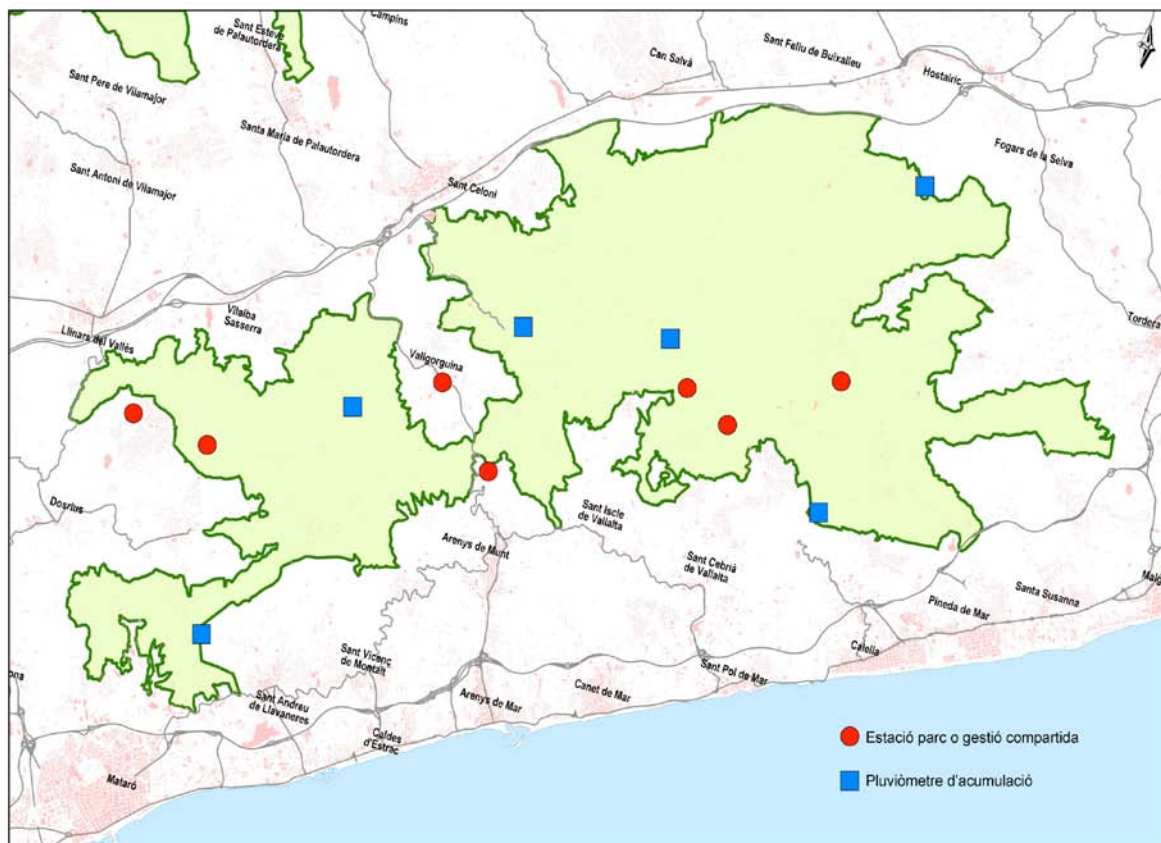 Campins
Sant Esteve
de Palautordera
Sant Feliu de Buixalleu
Can Salvà
Hostalric
Sant Pere de Vilamajor
Santa Maria de Palautordera
Fogars de la Selva
Sant Antoni de Vilamajor
Sant Celoni
Vilalba
Sasserra
Llinars del Vallès
Tordera
Vallgorguina
Dosrius
Sant Iscle
de Vallalta
Arenys de Munt
Sant Cebrià
de Vallalta
Santa Susanna
Malg
Pineda de Mar
Calella
Sant Vicenç
de Montalt
Sant Pol de Mar
ona
Sant Andreu
de Llavaneres
Arenys de Mar
Canet de Mar
Caldes
d'Estrac
Mataró
Estació parc o gestió compartida
Pluviòmetre d'acumulació